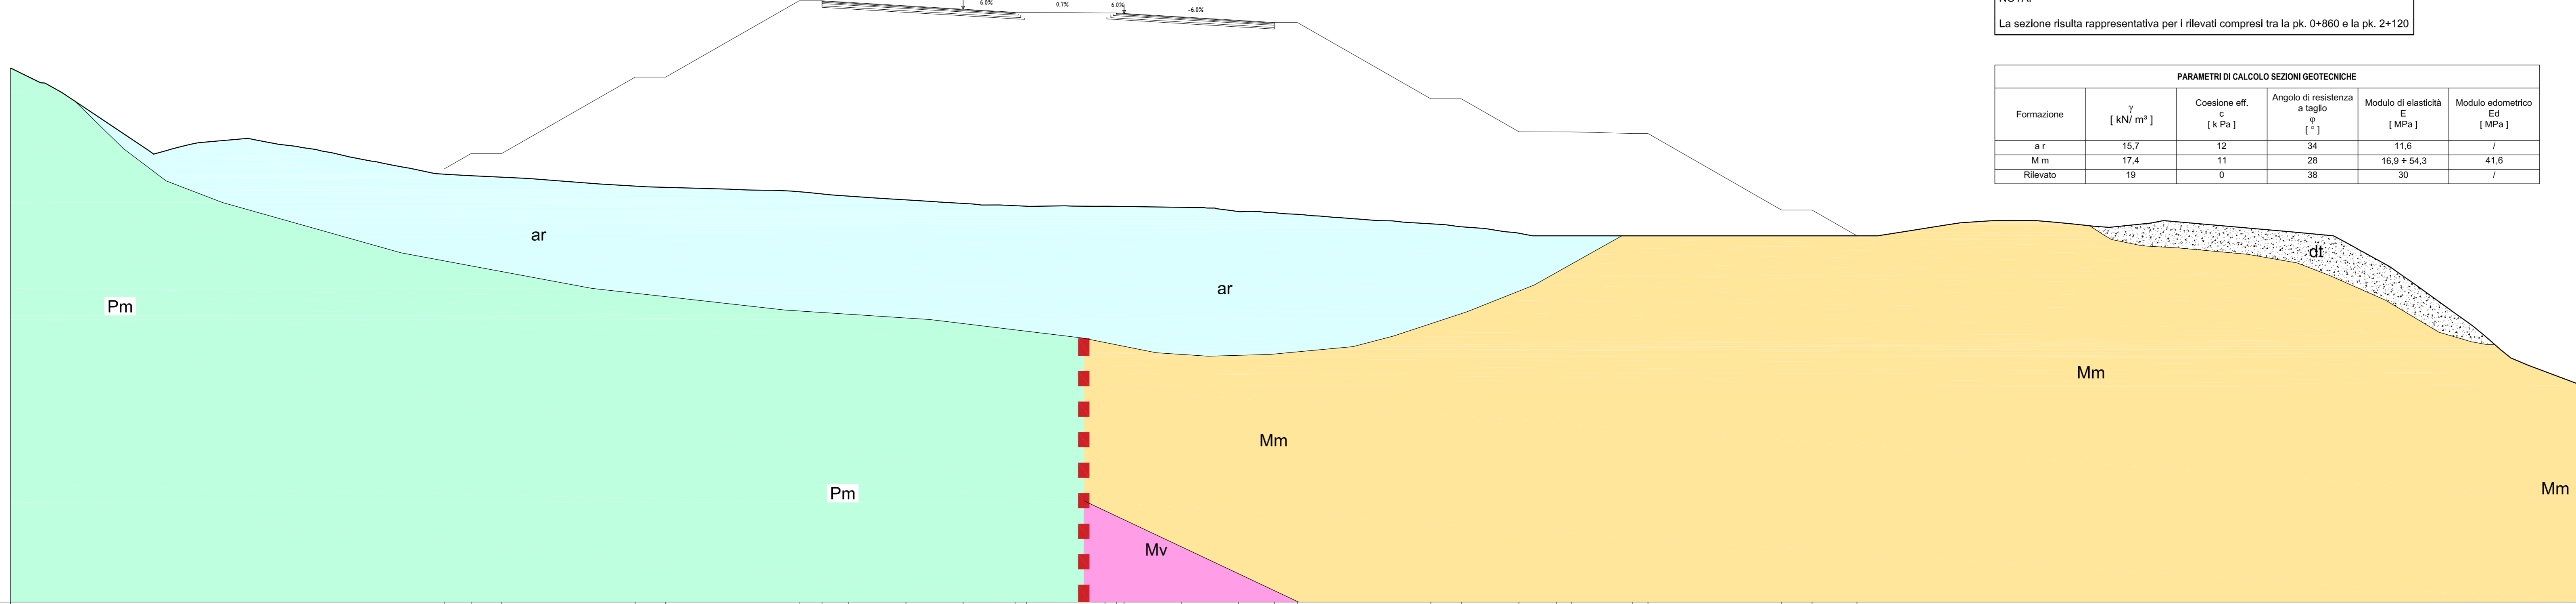 6.0%
0.7%
6.0%
-6.0%
NOTA:
La sezione risulta rappresentativa per i rilevati compresi tra la pk. 0+860 e la pk. 2+120
PARAMETRI DI CALCOLO SEZIONI GEOTECNICHE
Formazione
γ
[ kN/ m³ ]
Coesione eff.
c
[ k Pa ]
Angolo di resistenza
a taglio
φ
[ ° ]
Modulo di elasticità
E
[ MPa ]
Modulo edometrico
Ed
[ MPa ]
a r 15,7 12 34 11,6 /
M m 17,4 11 28 16,9 ÷ 54,3 41,6
Rilevato 19 0 38 30 /
ar
dt
ar
Pm
Mm
Mm
Pm
Mm
Mv